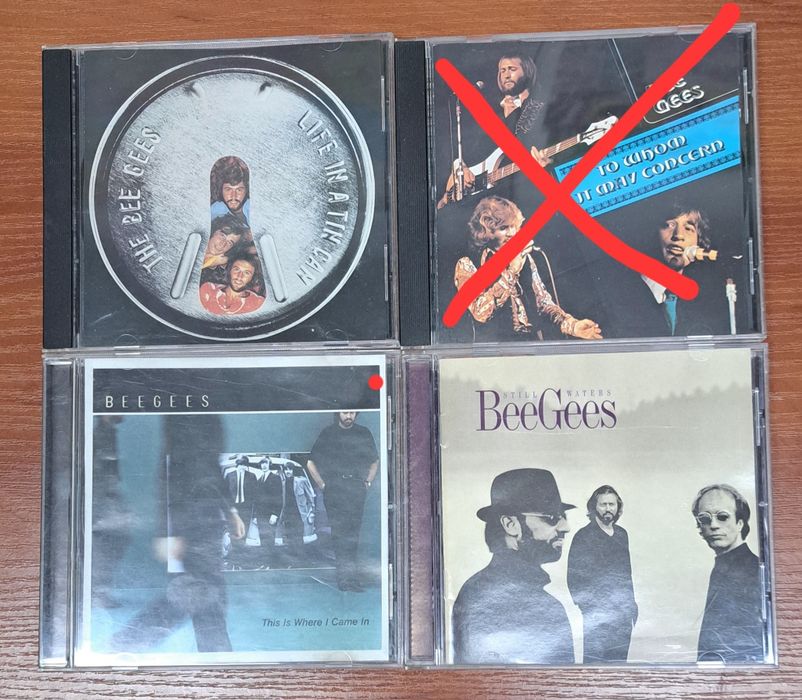 THE BEE GEES
LIFE IN A TIN CAN
BEE
GEES
TO WHOM
IT MAY CONCERN
BEEGEES
This Is Where I Came In
STILL WATERS
BeeGees